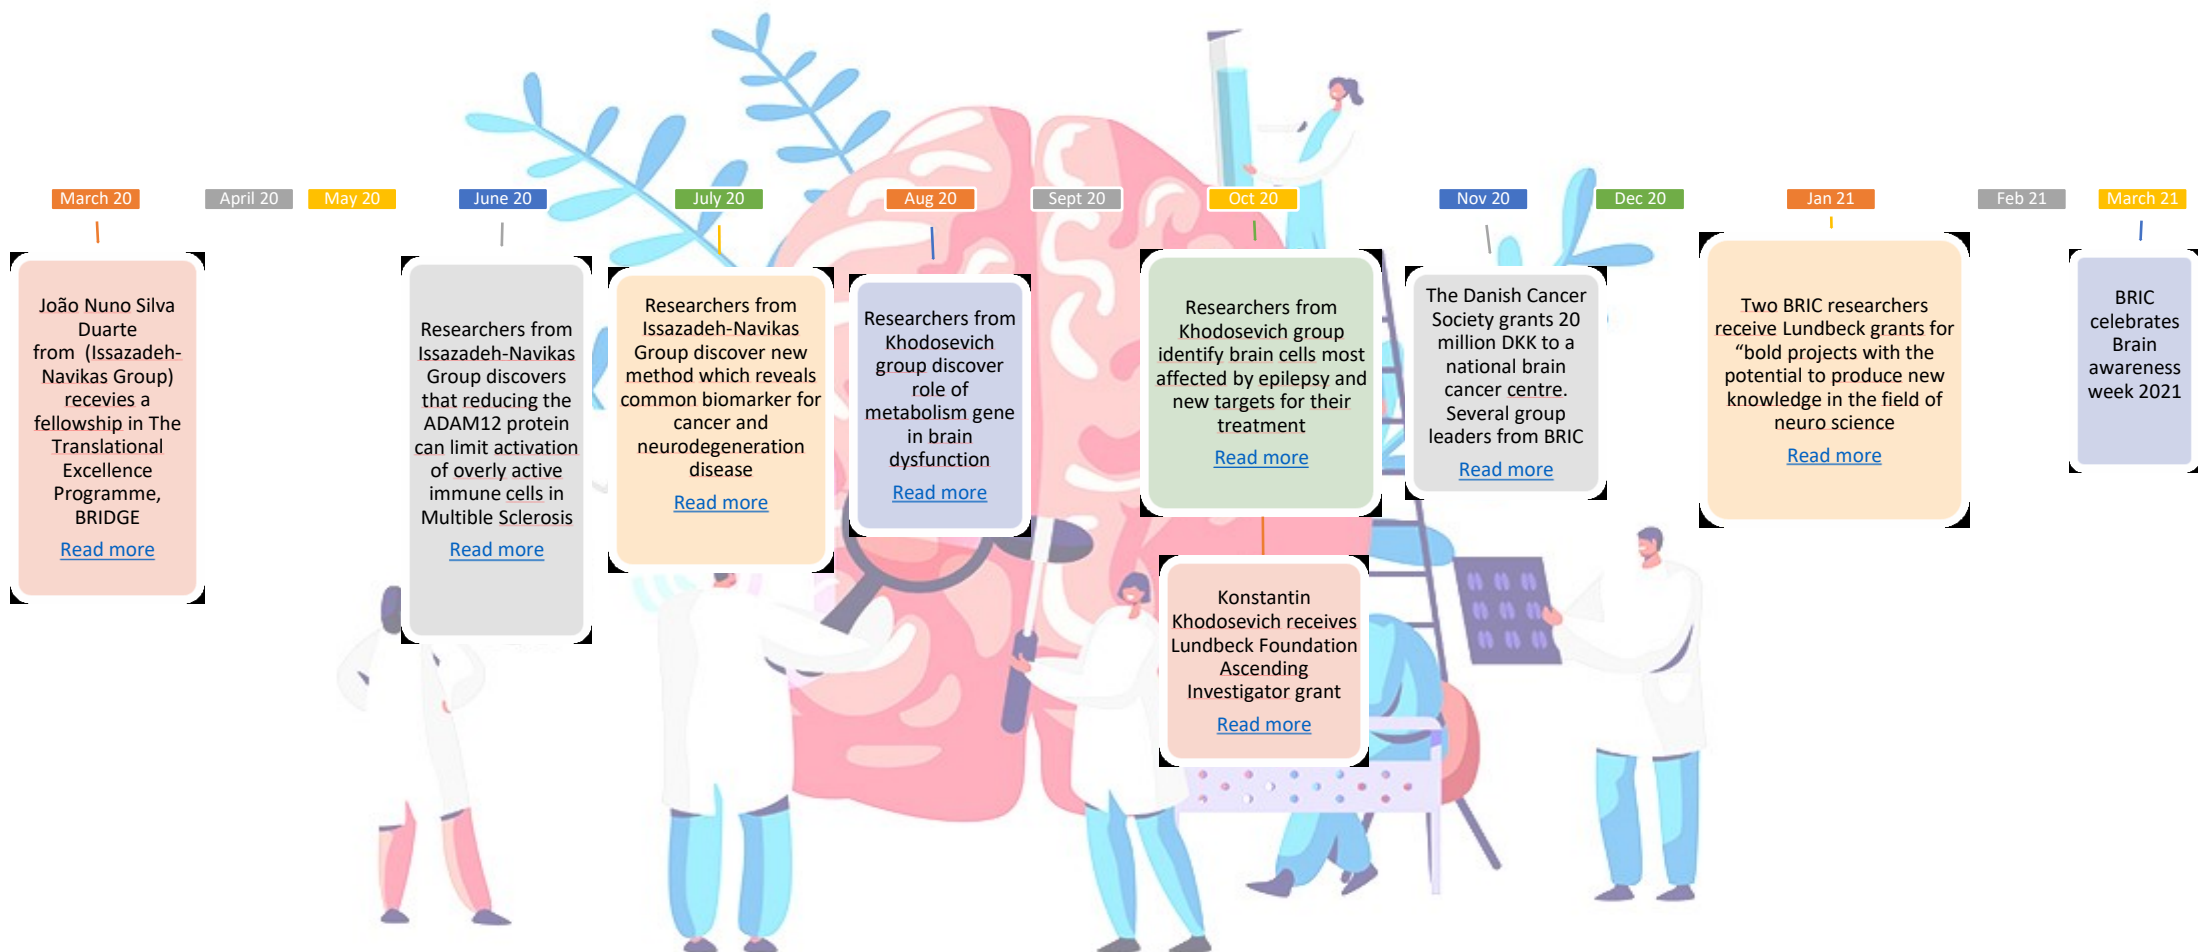 March 20
April 20
May 20
June 20
July 20
Aug 20
Sept 20
Oct 20
Nov 20
Dec 20
Jan 21
Feb 21
March 21
João Nuno Silva
Duarte
from (Issazadeh-
Navikas Group)
recevies a
fellowship in The
Translational
Excellence
Programme,
BRIDGE
Read more
Researchers from
Issazadeh-Navikas
Group discovers
that reducing the
ADAM12 protein
can limit activation
of overly active
immune cells in
Multible Sclerosis
Read more
Researchers from
Issazadeh-Navikas
Group discover new
method which reveals
common biomarker for
cancer and
neurodegeneration
disease
Read more
Researchers from
Khodosevich
group discover
role of
metabolism gene
in brain
dysfunction
Read more
Researchers from
Khodosevich group
identify brain cells most
affected by epilepsy and
new targets for their
treatment
Read more
Konstantin
Khodosevich receives
Lundbeck Foundation
Ascending
Investigator grant
Read more
The Danish Cancer
Society grants 20
million DKK to a
national brain
cancer centre.
Several group
leaders from BRIC
Read more
Two BRIC researchers
receive Lundbeck grants for
“bold projects with the
potential to produce new
knowledge in the field of
neuro science
Read more
BRIC
celebrates
Brain
awareness
week 2021